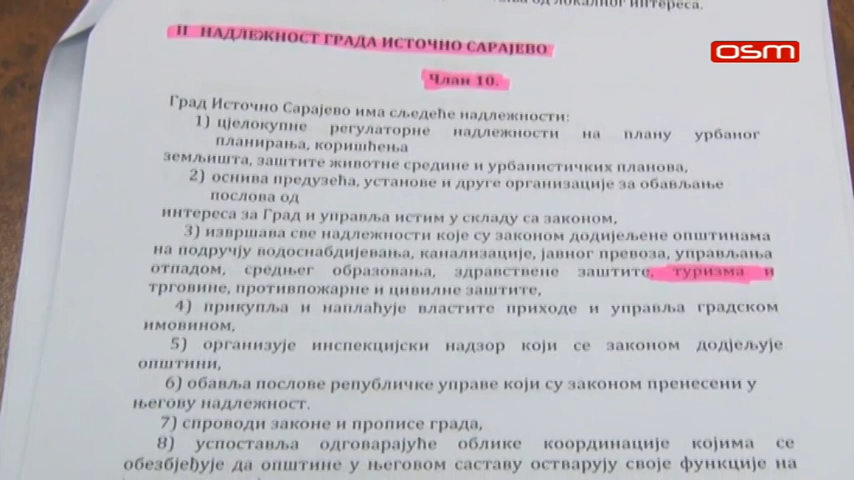 од локалног интереса.
II НАДЛЕЖНОСТ ГРАДА ИСТОЧНО САРАЈЕВО
osm
Члан 10.
Град Источно Сарајево има сљедеће надлежности:
1) цјелокупне регулаторне надлежности на плану урбаног
планирања, коришћења
земљишта, заштите животне средине и урбанистичких планова,
2) оснива предузећа, установе и друге организације за обављање
послова од
интереса за Град и управља истим у складу са законом,
3) извршава све надлежности које су законом додијељене општинама
на подручју водоснабдијевања, канализације, јавног превоза, управљања
отпадом, средњег образовања, здравствене заштите, туризма и
трговине, противпожарне и цивилне заштите,
4) прикупља и наплаћује властите приходе и управља градском
имовином,
5) организује инспекцијски надзор који се законом додјељује
општини,
6) обавља послове републичке управе који су законом пренесени у
његову надлежност.
7) спроводи законе и прописе града,
8) успоставља одговарајуће облике координације којима се
обезбјеђује да општине у његовом саставу остварују своје функције на